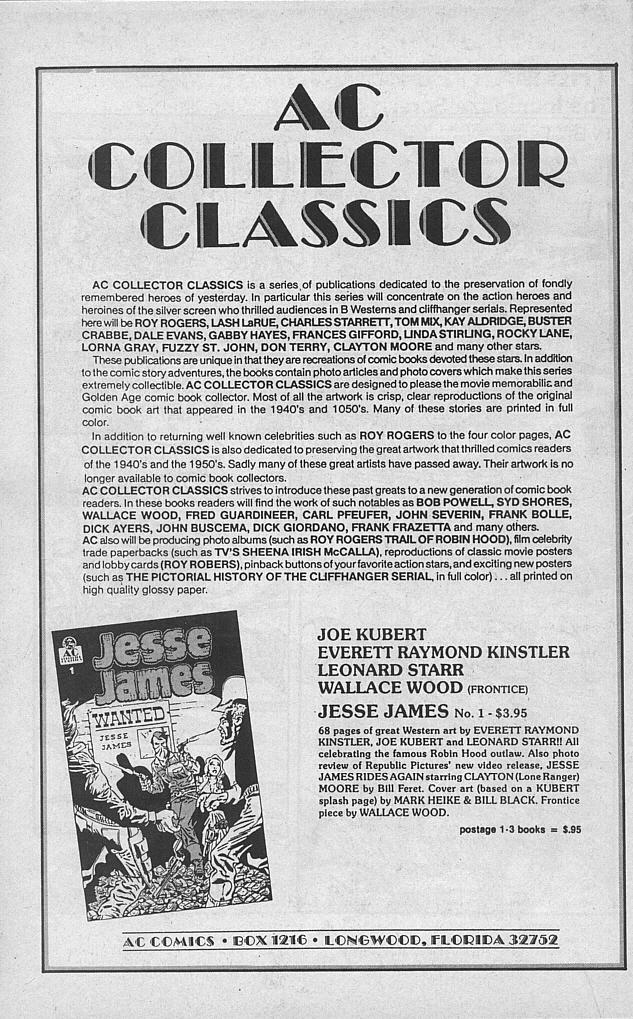 AC
COLLECTOR
CLASSICS
AC COLLECTOR CLASSICS is a series of publications dedicated to the preservation of fondly
remembered heroes of yesterday. In particular this series will concentrate on the action heroes and
heroines of the silver screen who thrilled audiences in B Westerns and cliffhanger serials. Represented
here will be ROY ROGERS, LASH LaRUE, CHARLES STARRETT, TOM MIX, KAY ALDRIDGE, BUSTER
CRABBE, DALE EVANS, GABBY HAYES, FRANCES GIFFORD, LINDA STIRLING, ROCKY LANE,
LORNA GRAY, FUZZY ST. JOHN, DON TERRY, CLAYTON MOORE and many other stars.
These publications are unique in that they are recreations of comic books devoted these stars. In addition
to the comic story adventures, the books contain photo articles and photo covers which make this series
extremely collectible. AC COLLECTOR CLASSICS are designed to please the movie memorabilic and
Golden Age comic book collector. Most of all the artwork is crisp, clear reproductions of the original
comic book art that appeared in the 1940's and 1050's. Many of these stories are printed in full
color.
In addition to returning well known celebrities such as ROY ROGERS to the four color pages, AC
COLLECTOR CLASSICS is also dedicated to preserving the great artwork that thrilled comics readers
of the 1940's and the 1950's. Sadly many of these great artists have passed away. Their artwork is no
longer available to comic book collectors.
AC COLLECTOR CLASSICS strives to introduce these past greats to a new generation of comic book
readers. In these books readers will find the work of such notables as BOB POWELL, SYD SHORES,
WALLACE WOOD, FRED GUARDINEER, CARL PFEUFER, JOHN SEVERIN, FRANK BOLLE,
DICK AYERS, JOHN BUSCEMA, DICK GIORDANO, FRANK FRAZETTA and many others.
AC also will be producing photo albums (such as ROY ROGERS TRAIL OF ROBIN HOOD), film celebrity
trade paperbacks (such as TV'S SHEENA IRISH McCALLA), reproductions of classic movie posters
and lobby cards (ROY ROBERS), pinback buttons of your favorite action stars, and exciting new posters
(such as THE PICTORIAL HISTORY OF THE CLIFFHANGER SERIAL, in full color) . . . all printed on
high quality glossy paper.
AC
1
Jesse
James
WANTED
JESSE
JAMES
JOE KUBERT
EVERETT RAYMOND KINSTLER
LEONARD STARR
WALLACE WOOD (FRONTICE)
JESSE JAMES No. 1 - $3.95
68 pages of great Western art by EVERETT RAYMOND
KINSTLER, JOE KUBERT and LEONARD STARR!! All
celebrating the famous Robin Hood outlaw. Also photo
review of Republic Pictures' new video release, JESSE
JAMES RIDES AGAIN starring CLAYTON (Lone Ranger)
MOORE by Bill Feret. Cover art (based on a KUBERT
splash page) by MARK HEIKE & BILL BLACK. Frontice
piece by WALLACE WOOD.
postage 1-3 books = $.95
AC COMICS • BOX 1216 • LONGWOOD, FLORIDA 32752